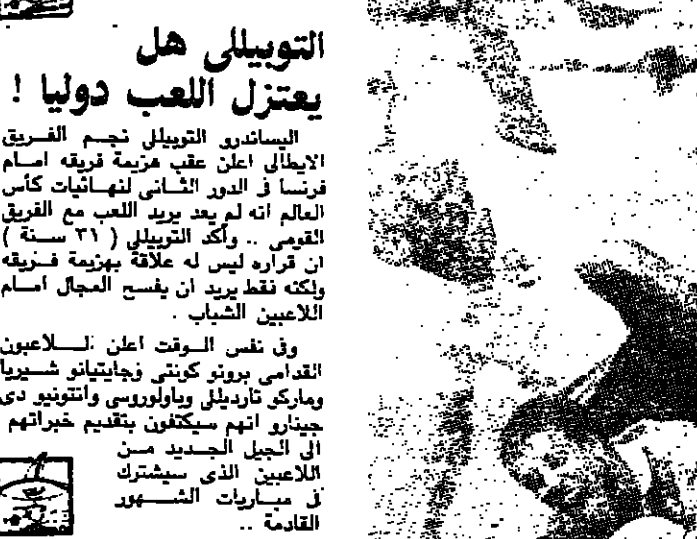 التوبيللى هل
يعتزل اللعب دوليا !
اليساندرو التوبيللى نجم الفريق
الايطالى اعلن عقب هزيمة فريقه امام
فرنسا فى الدور الثانى لنهائيات كأس
العالم انه لم يعد يريد اللعب مع الفريق
القومى .. وأكد التوبيللى ( ٣١ سنة )
ان قراره ليس له علاقة بهزيمة فريقه
ولكنه فقط يريد ان يفسح المجال امام
اللاعبين الشباب .
وفى نفس الوقت اعلن اللاعبون
القدامى برونو كونتى وجايتيانو شيريا
وماركو تارديللى وباولوروسى وانتونيو دى
جينارو انهم سيكتفون بتقديم خبراتهم
الى الجيل الجديد من
اللاعبين الذى سيشترك
فى مباريات الشهور
القادمة ..